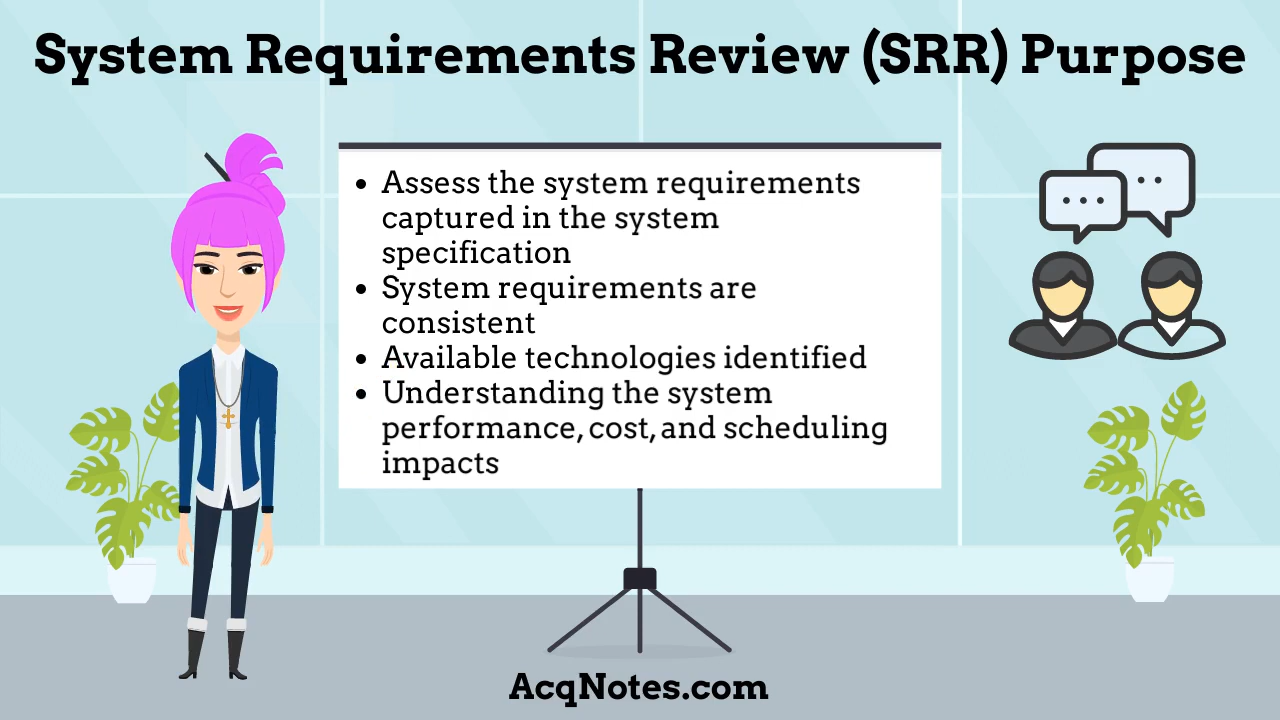 System Requirements Review (SRR) Purpose
• Assess the system requirements
captured in the system
specification
• System requirements are
consistent
• Available technologies identified
• Understanding the system
performance, cost, and scheduling
impacts
AcqNotes.com